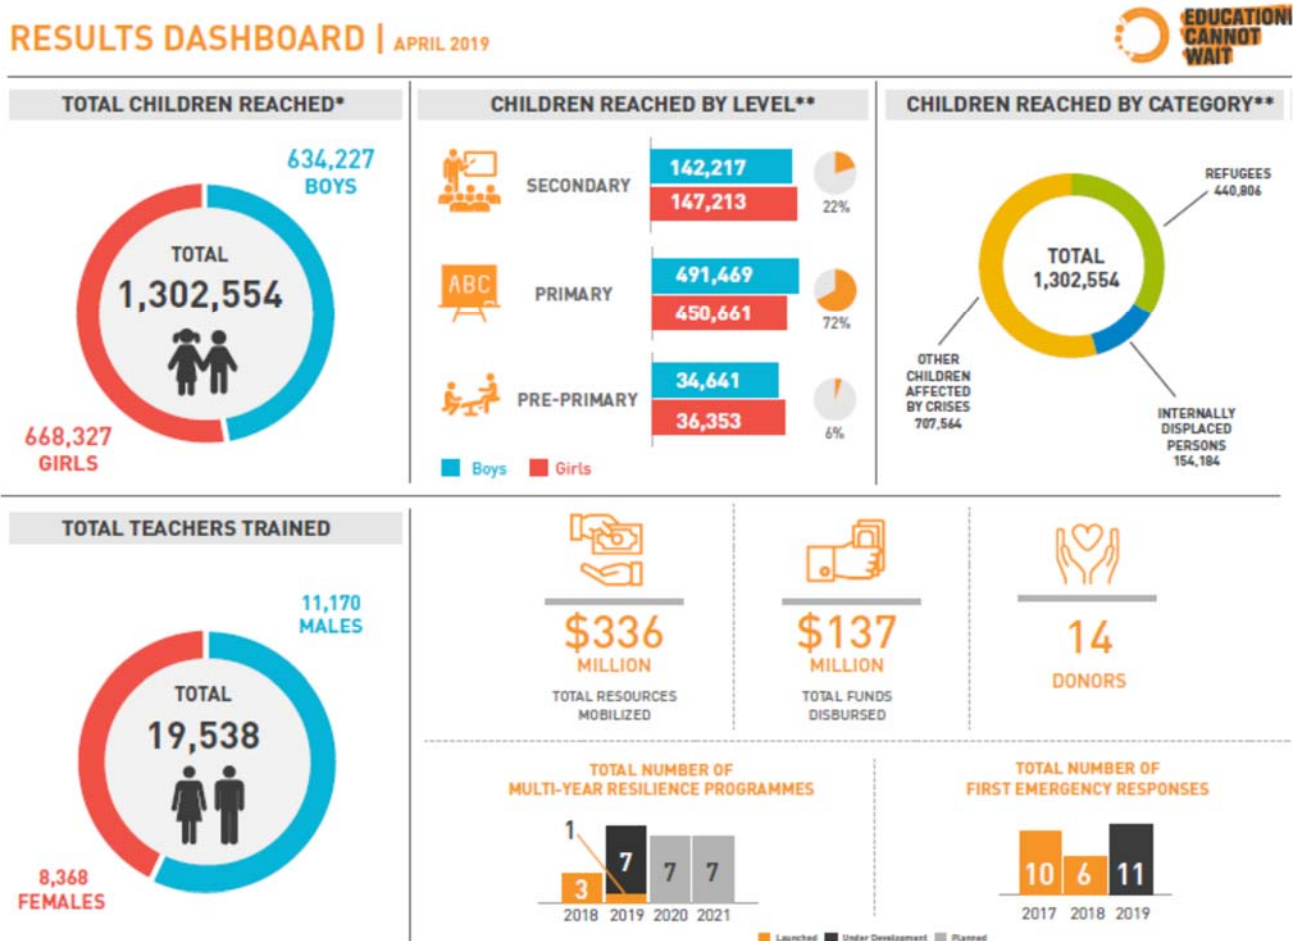 RESULTS DASHBOARD | APRIL 2019
EDUCATION
CANNOT
WAIT
TOTAL CHILDREN REACHED*
634,227
BOYS
TOTAL
1,302,554
668,327
GIRLS
CHILDREN REACHED BY LEVEL**
SECONDARY
142,217
147,213
22%
ABC
PRIMARY
491,469
450,661
72%
PRE-PRIMARY
34,641
36,353
6%
Boys
Girls
CHILDREN REACHED BY CATEGORY**
REFUGEES
440,806
TOTAL
1,302,554
OTHER
CHILDREN
AFFECTED
BY CRISES
707,564
INTERNALLY
DISPLACED
PERSONS
154,184
TOTAL TEACHERS TRAINED
11,170
MALES
TOTAL
19,538
8,368
FEMALES
$336
MILLION
TOTAL RESOURCES
MOBILIZED
$137
MILLION
TOTAL FUNDS
DISBURSED
14
DONORS
TOTAL NUMBER OF
MULTI-YEAR RESILIENCE PROGRAMMES
1
3
7
7
7
2018 2019 2020 2021
TOTAL NUMBER OF
FIRST EMERGENCY RESPONSES
10 6 11
2017 2018 2019
Launched Under Development Planned